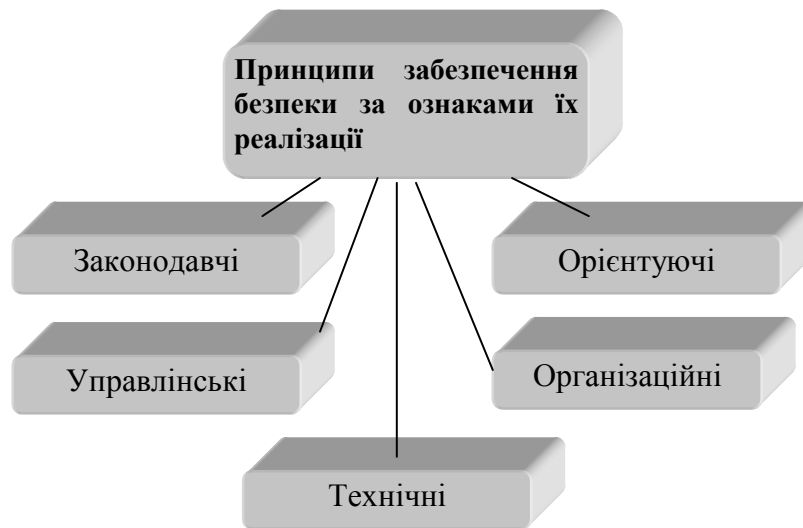 Принципи забезпечення
безпеки за ознаками їх
реалізації
Законодавчі
Орієнтуючі
Управлінські
Організаційні
Технічні